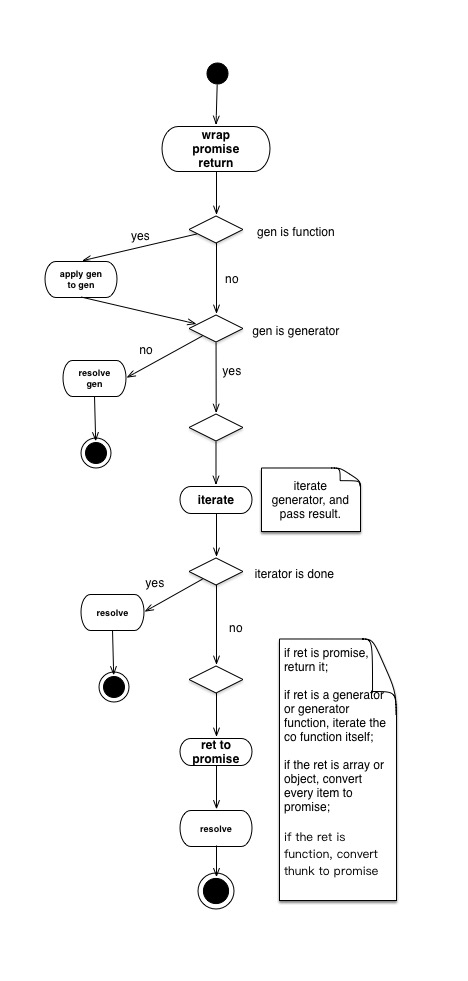 wrap
promise
return
yes
gen is function
apply gen
to gen
no
gen is generator
no
resolve
gen
yes
iterate
iterate
generator, and
pass result.
iterator is done
yes
resolve
no
if ret is promise,
return it;
if ret is a generator
or generator
function, iterate the
co function itself;
if the ret is array or
object, convert
every item to
promise;
if the ret is
function, convert
thunk to promise
ret to
promise
resolve